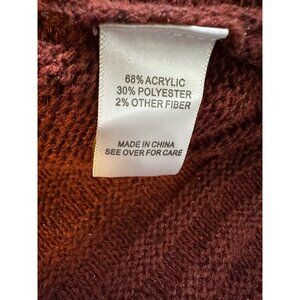 68% ACRYLIC
30% POLYESTER
2% OTHER FIBER
MADE IN CHINA
SEE OVER FOR CARE